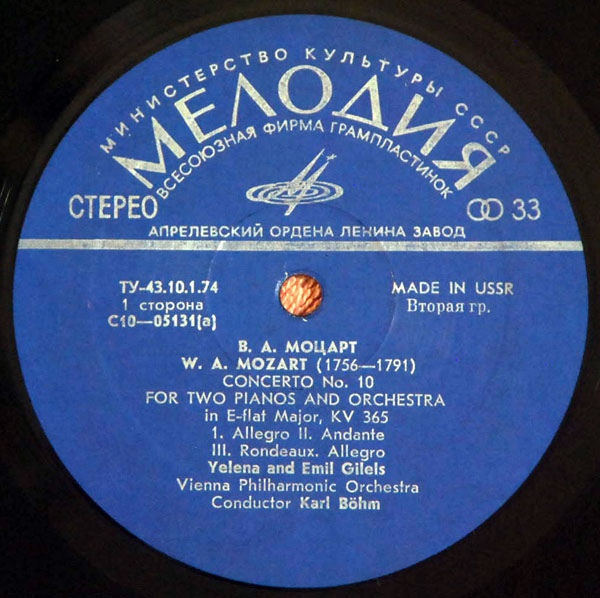 МИНИСТЕРСТВО КУЛЬТУРЫ СССР
МЕЛОДИЯ
ВСЕСОЮЗНАЯ ФИРМА ГРАМПЛАСТИНОК
СТЕРЕО 33
АПРЕЛЕВСКИЙ ОРДЕНА ЛЕНИНА ЗАВОД
ТУ-43.10.1.74 MADE IN USSR
1 сторона Вторая гр.
С10—05131(а)
В. А. МОЦАРТ
W. A. MOZART (1756—1791)
CONCERTO No. 10
FOR TWO PIANOS AND ORCHESTRA
in E-flat Major, KV 365
I. Allegro II. Andante
III. Rondeaux. Allegro
Yelena and Emil Gilels
Vienna Philharmonic Orchestra
Conductor Karl Böhm